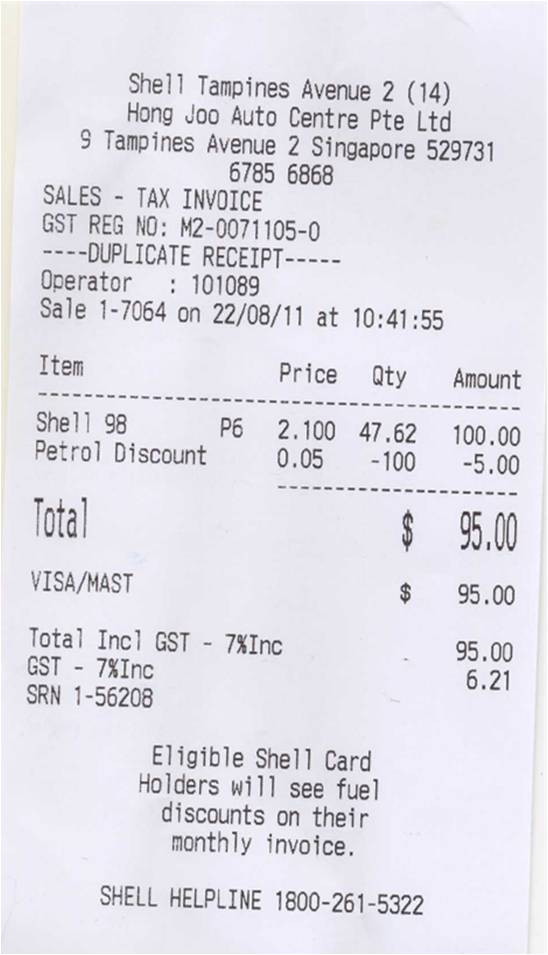 Shell Tampines Avenue 2 (14)
Hong Joo Auto Centre Pte Ltd
9 Tampines Avenue 2 Singapore 529731
6785 6868
SALES - TAX INVOICE
GST REG NO: M2-0071105-0
----DUPLICATE RECEIPT-----
Operator : 101089
Sale 1-7064 on 22/08/11 at 10:41:55
Item Price Qty Amount
Shell 98 P6 2.100 47.62 100.00
Petrol Discount 0.05 -100 -5.00
Total $ 95.00
VISA/MAST $ 95.00
Total Incl GST - 7%Inc 95.00
GST - 7%Inc 6.21
SRN 1-56208
Eligible Shell Card
Holders will see fuel
discounts on their
monthly invoice.
SHELL HELPLINE 1800-261-5322